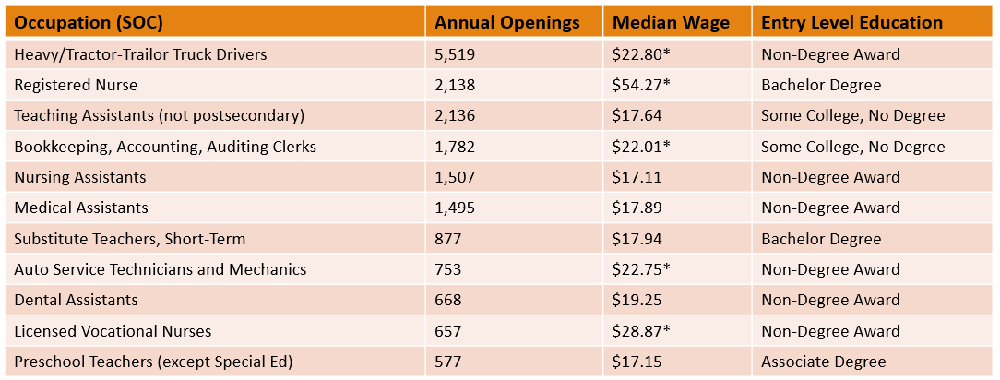 Occupation (SOC) Annual Openings Median Wage Entry Level Education
Heavy/Tractor-Trailor Truck Drivers 5,519 $22.80* Non-Degree Award
Registered Nurse 2,138 $54.27* Bachelor Degree
Teaching Assistants (not postsecondary) 2,136 $17.64 Some College, No Degree
Bookkeeping, Accounting, Auditing Clerks 1,782 $22.01* Some College, No Degree
Nursing Assistants 1,507 $17.11 Non-Degree Award
Medical Assistants 1,495 $17.89 Non-Degree Award
Substitute Teachers, Short-Term 877 $17.94 Bachelor Degree
Auto Service Technicians and Mechanics 753 $22.75* Non-Degree Award
Dental Assistants 668 $19.25 Non-Degree Award
Licensed Vocational Nurses 657 $28.87* Non-Degree Award
Preschool Teachers (except Special Ed) 577 $17.15 Associate Degree